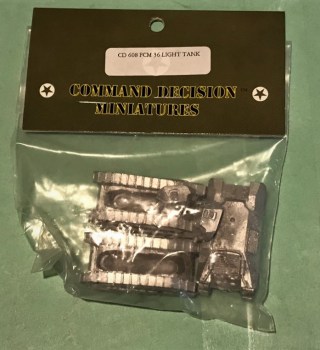 CD 608 FCM 36 LIGHT TANK
COMMAND DECISION
MINIATURES